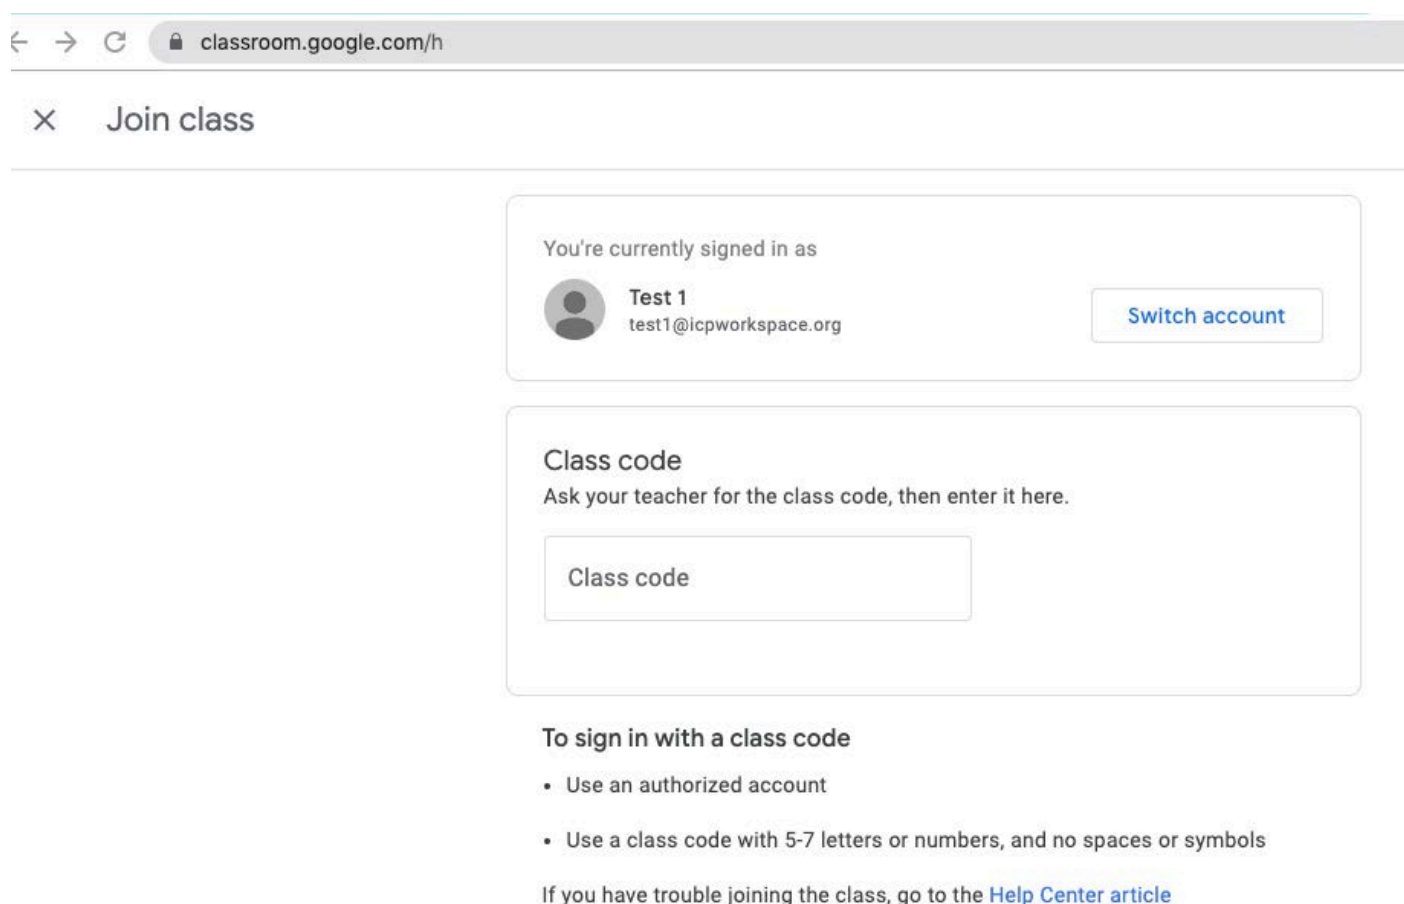 classroom.google.com/h
Join class
You're currently signed in as
Test 1
test1@icpworkspace.org
Switch account
Class code
Ask your teacher for the class code, then enter it here.
Class code
To sign in with a class code
• Use an authorized account
• Use a class code with 5-7 letters or numbers, and no spaces or symbols
If you have trouble joining the class, go to the Help Center article